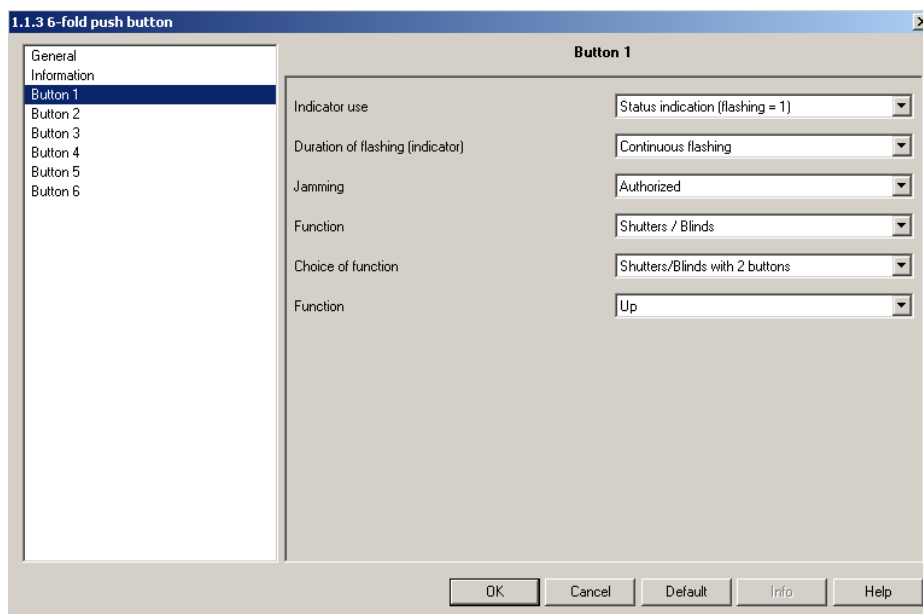 1.1.3 6-fold push button
General
Information
Button 1
Button 2
Button 3
Button 4
Button 5
Button 6
Button 1
Indicator use
Status indication (flashing = 1)
Duration of flashing (indicator)
Continuous flashing
Jamming
Authorized
Function
Shutters / Blinds
Choice of function
Shutters/Blinds with 2 buttons
Function
Up
OK
Cancel
Default
Info
Help